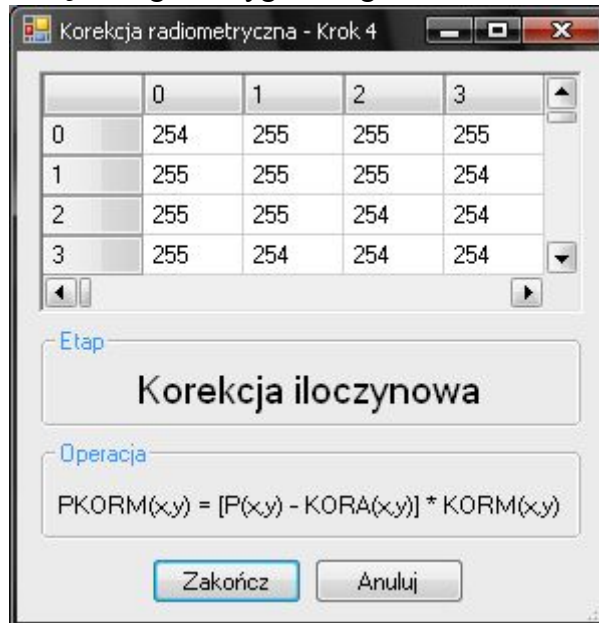 Korekcja radiometryczna - Krok 4
0 1 2 3
0 254 255 255 255
1 255 255 255 254
2 255 255 254 254
3 255 254 254 254
Etap
Korekcja iloczynowa
Operacja
PKORM(x,y) = [P(x,y) - KORA(x,y)] * KORM(x,y)
Zakończ Anuluj